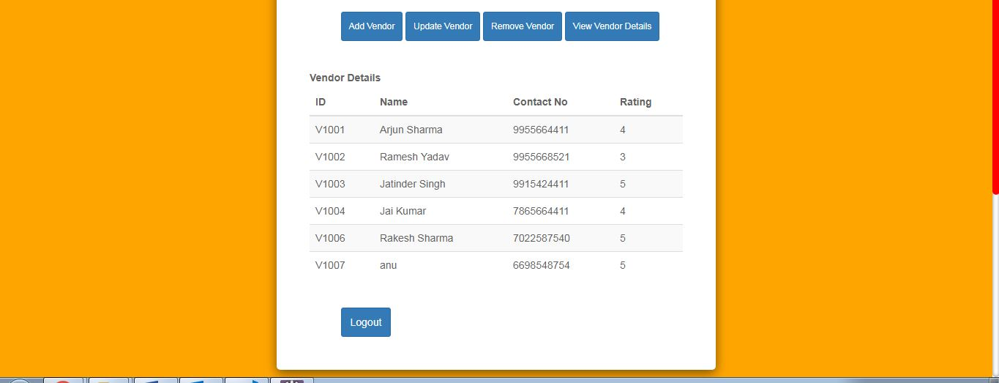 Add Vendor Update Vendor Remove Vendor View Vendor Details
Vendor Details
ID Name Contact No Rating
V1001 Arjun Sharma 9955664411 4
V1002 Ramesh Yadav 9955668521 3
V1003 Jatinder Singh 9915424411 5
V1004 Jai Kumar 7865664411 4
V1006 Rakesh Sharma 7022587540 5
V1007 anu 6698548754 5
Logout